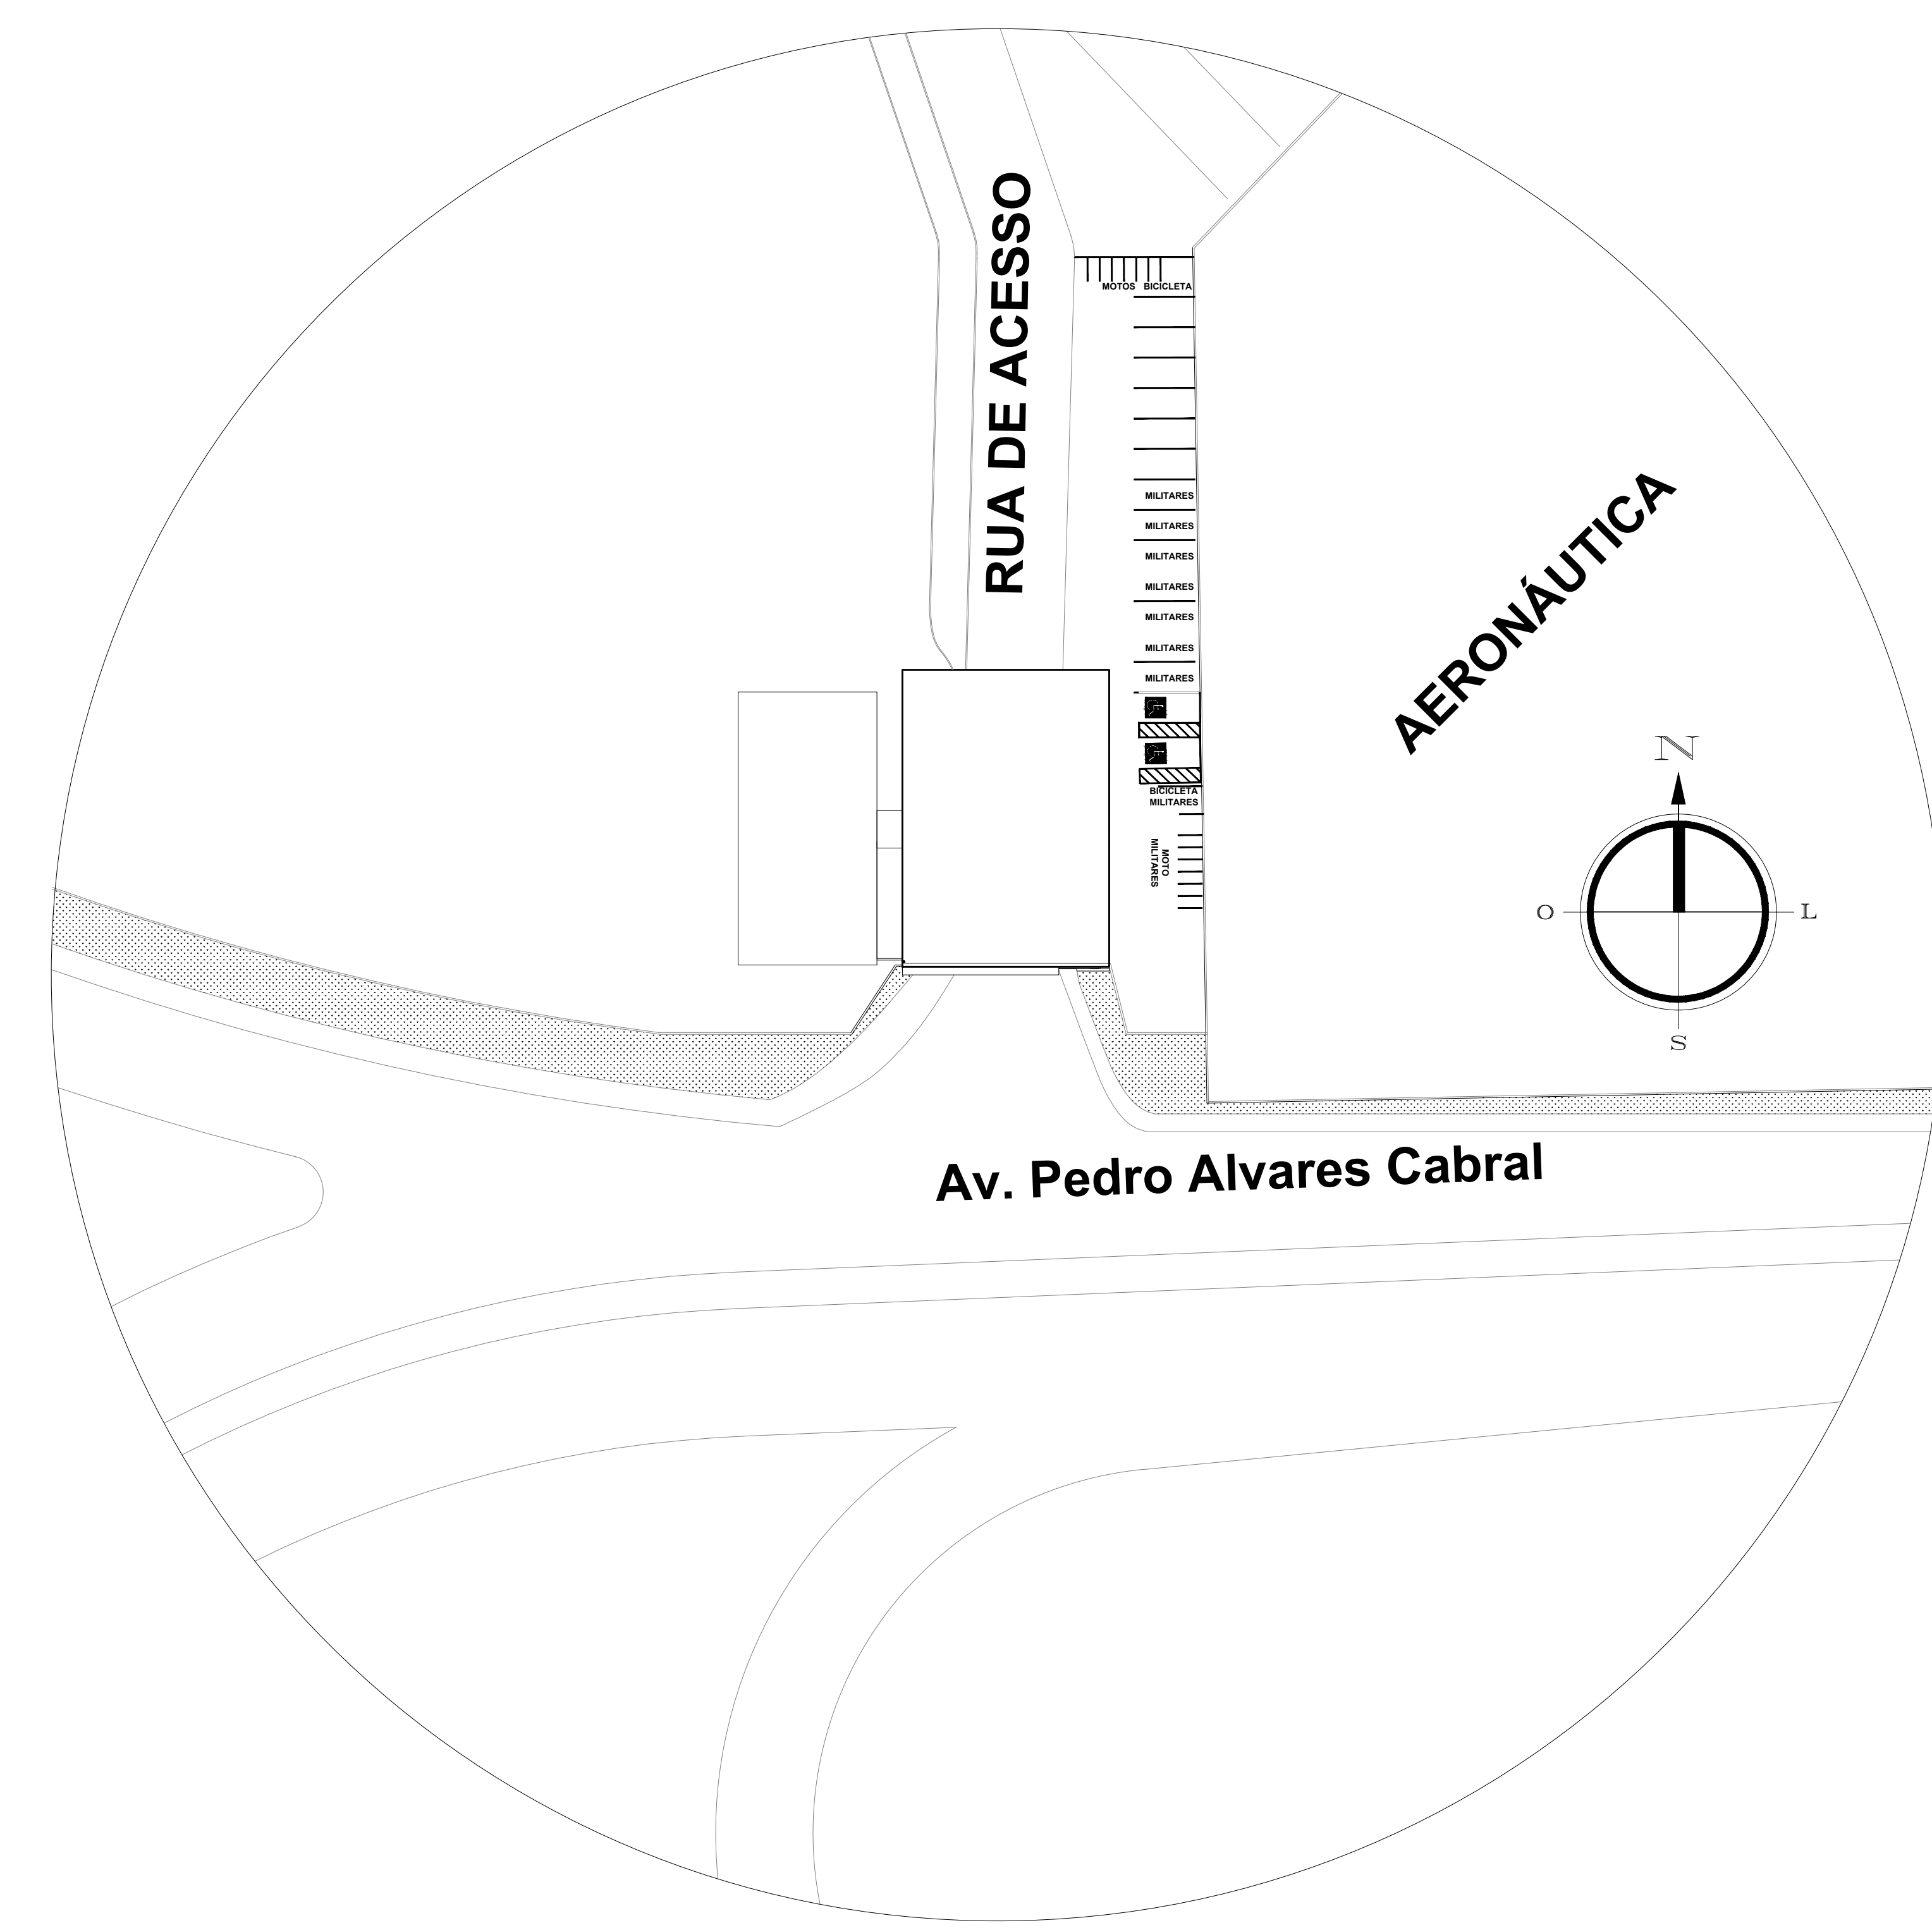 RUA DE ACESSO
MOTOS BICICLETA
MILITARES
MILITARES
MILITARES
MILITARES
MILITARES
MILITARES
MILITARES
BICICLETA
MILITARES
MOTO
MILITARES
AERONÁUTICA
N
O
L
S
Av. Pedro Alvares Cabral